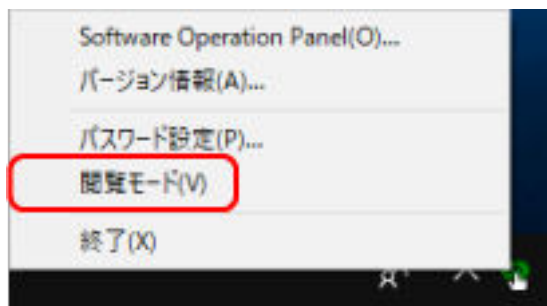 Software Operation Panel(O)...
バージョン情報(A)...
パスワード設定(P)...
閲覧モード(V)
終了(X)